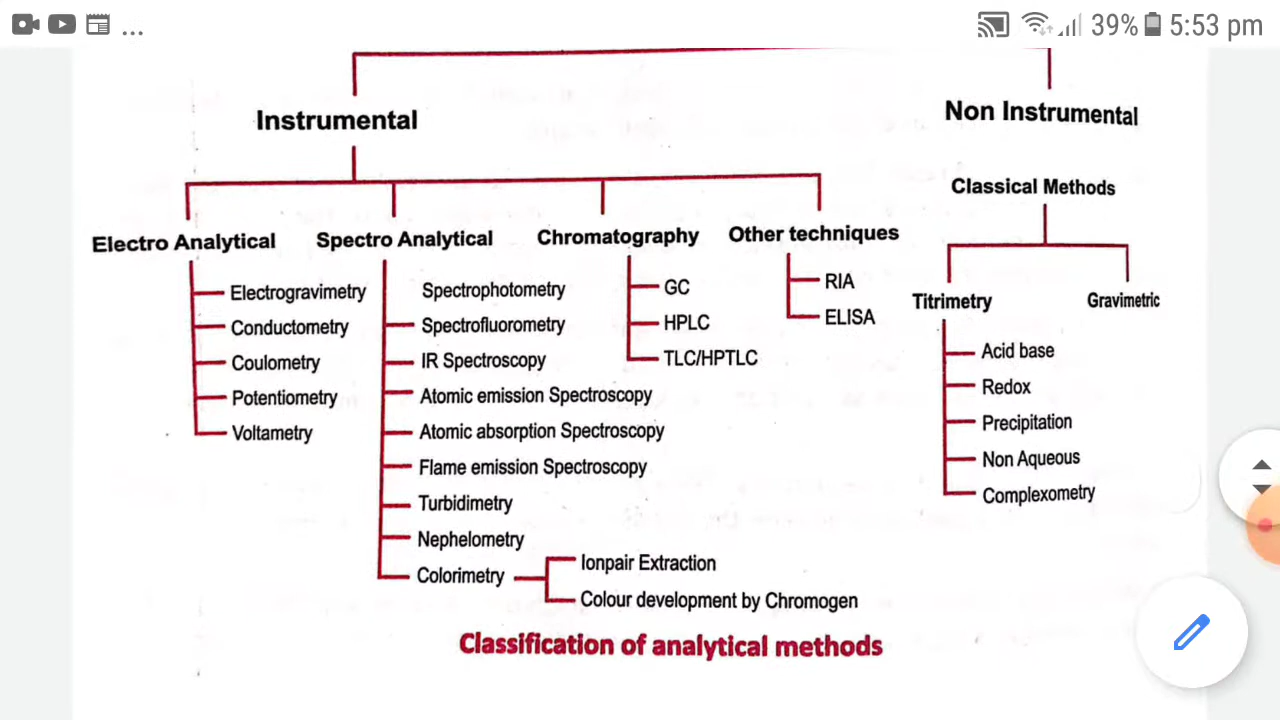 ... 39% 5:53 pm
Instrumental
Non Instrumental
Classical Methods
Electro Analytical
Spectro Analytical
Chromatography
Other techniques
Electrogravimetry
Conductometry
Coulometry
Potentiometry
Voltametry
Spectrophotometry
Spectrofluorometry
IR Spectroscopy
Atomic emission Spectroscopy
Atomic absorption Spectroscopy
Flame emission Spectroscopy
Turbidimetry
Nephelometry
Colorimetry
Ionpair Extraction
Colour development by Chromogen
GC
HPLC
TLC/HPTLC
RIA
ELISA
Titrimetry
Gravimetric
Acid base
Redox
Precipitation
Non Aqueous
Complexometry
Classification of analytical methods